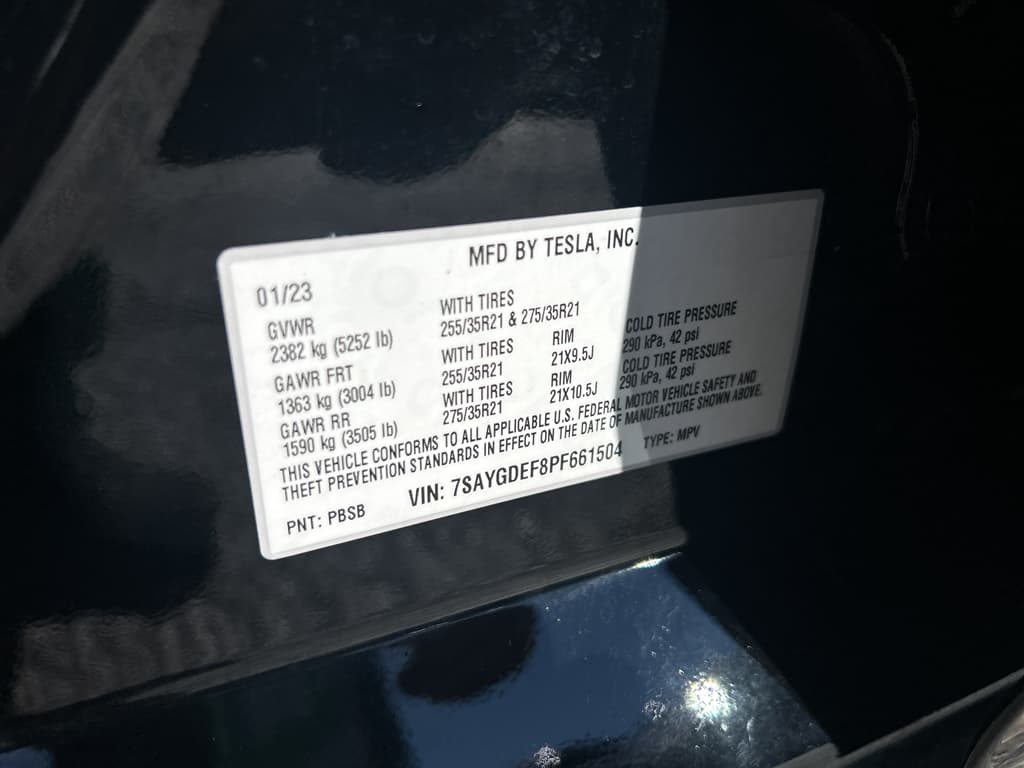 MFD BY TESLA, INC.
01/23
GVWR WITH TIRES
2382 kg (5252 lb) 255/35R21 & 275/35R21
GAWR FRT WITH TIRES RIM COLD TIRE PRESSURE
1363 kg (3004 lb) 255/35R21 21X9.5J 290 kPa, 42 psi
GAWR RR WITH TIRES RIM COLD TIRE PRESSURE
1590 kg (3505 lb) 275/35R21 21X10.5J 290 kPa, 42 psi
THIS VEHICLE CONFORMS TO ALL APPLICABLE U.S. FEDERAL MOTOR VEHICLE SAFETY AND
THEFT PREVENTION STANDARDS IN EFFECT ON THE DATE OF MANUFACTURE SHOWN ABOVE.
PNT: PBSB VIN: 7SAYGDEF8PF661504 TYPE: MPV